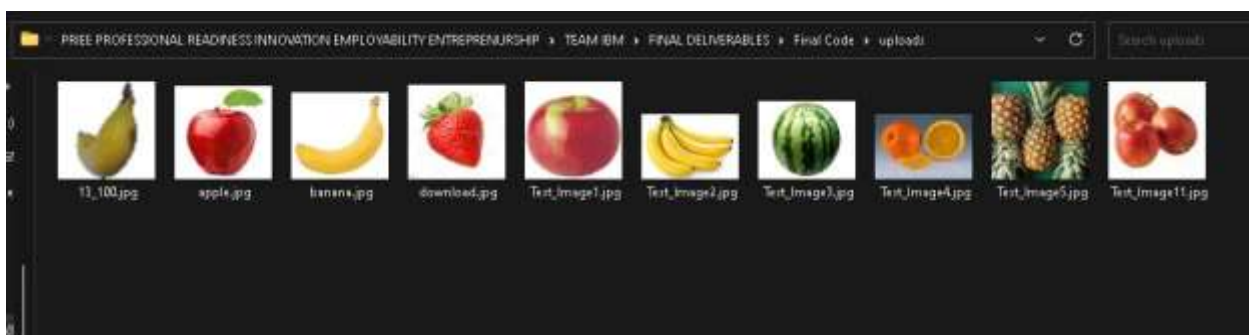 PRIEE PROFESSIONAL READINESS INNOVATION EMPLOYABILITY ENTREPRENURSHIP › TEAM IBM › FINAL DELIVERABLES › Final Code › uploads
Search uploads
13_100.jpg apple.jpg banana.jpg download.jpg Test_Image1.jpg Test_Image2.jpg Test_Image3.jpg Test_Image4.jpg Test_Image5.jpg Test_Image11.jpg